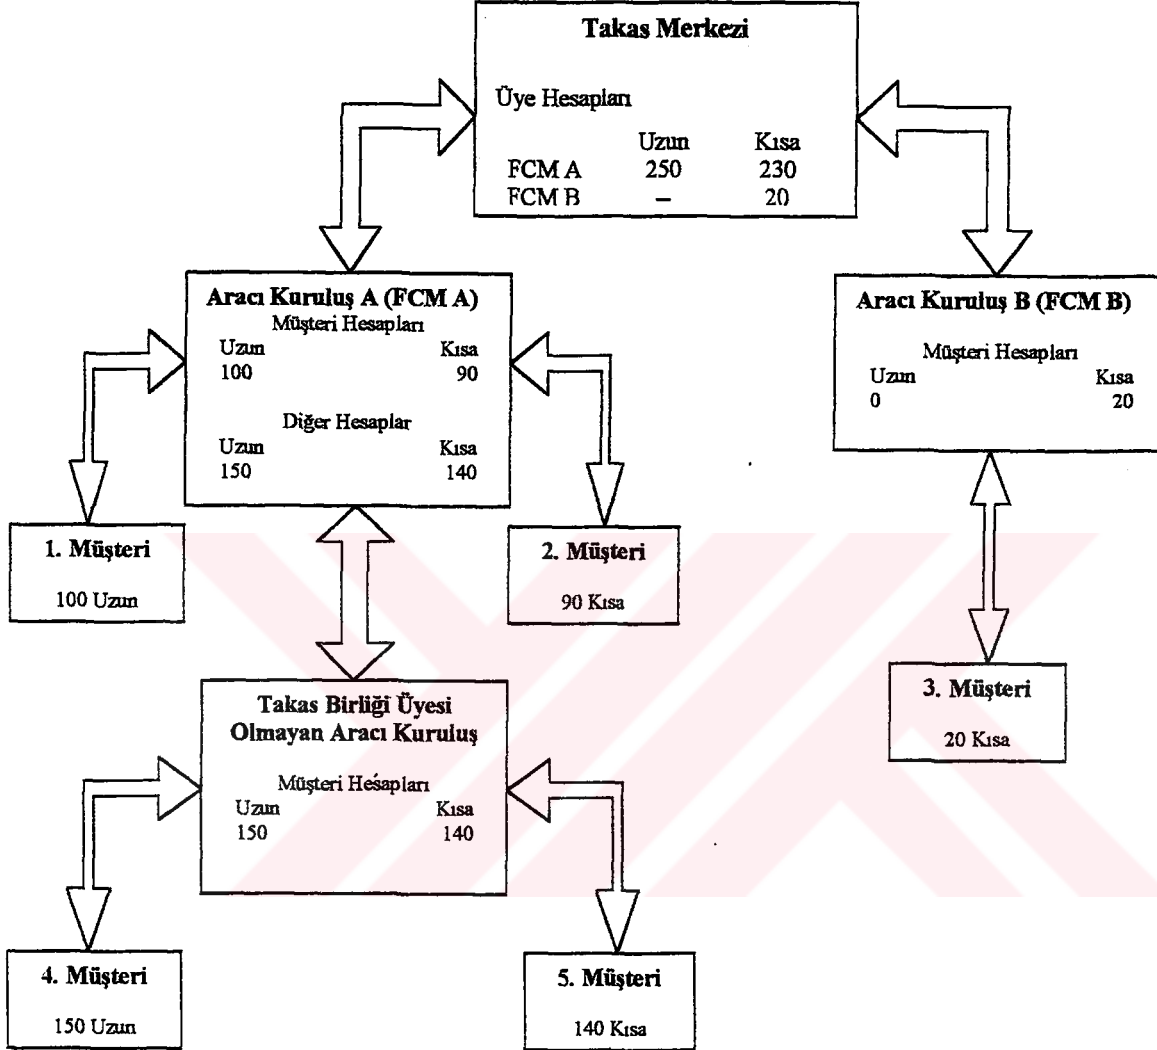 Takas Merkezi
Üye Hesapları
Uzun Kısa
FCM A 250 230
FCM B – 20
Aracı Kuruluş A (FCM A)
Müşteri Hesapları
Uzun Kısa
100 90
Diğer Hesaplar
Uzun Kısa
150 140
Aracı Kuruluş B (FCM B)
Müşteri Hesapları
Uzun Kısa
0 20
1. Müşteri
100 Uzun
2. Müşteri
90 Kısa
3. Müşteri
20 Kısa
Takas Birliği Üyesi
Olmayan Aracı Kuruluş
Müşteri Hesapları
Uzun Kısa
150 140
4. Müşteri
150 Uzun
5. Müşteri
140 Kısa